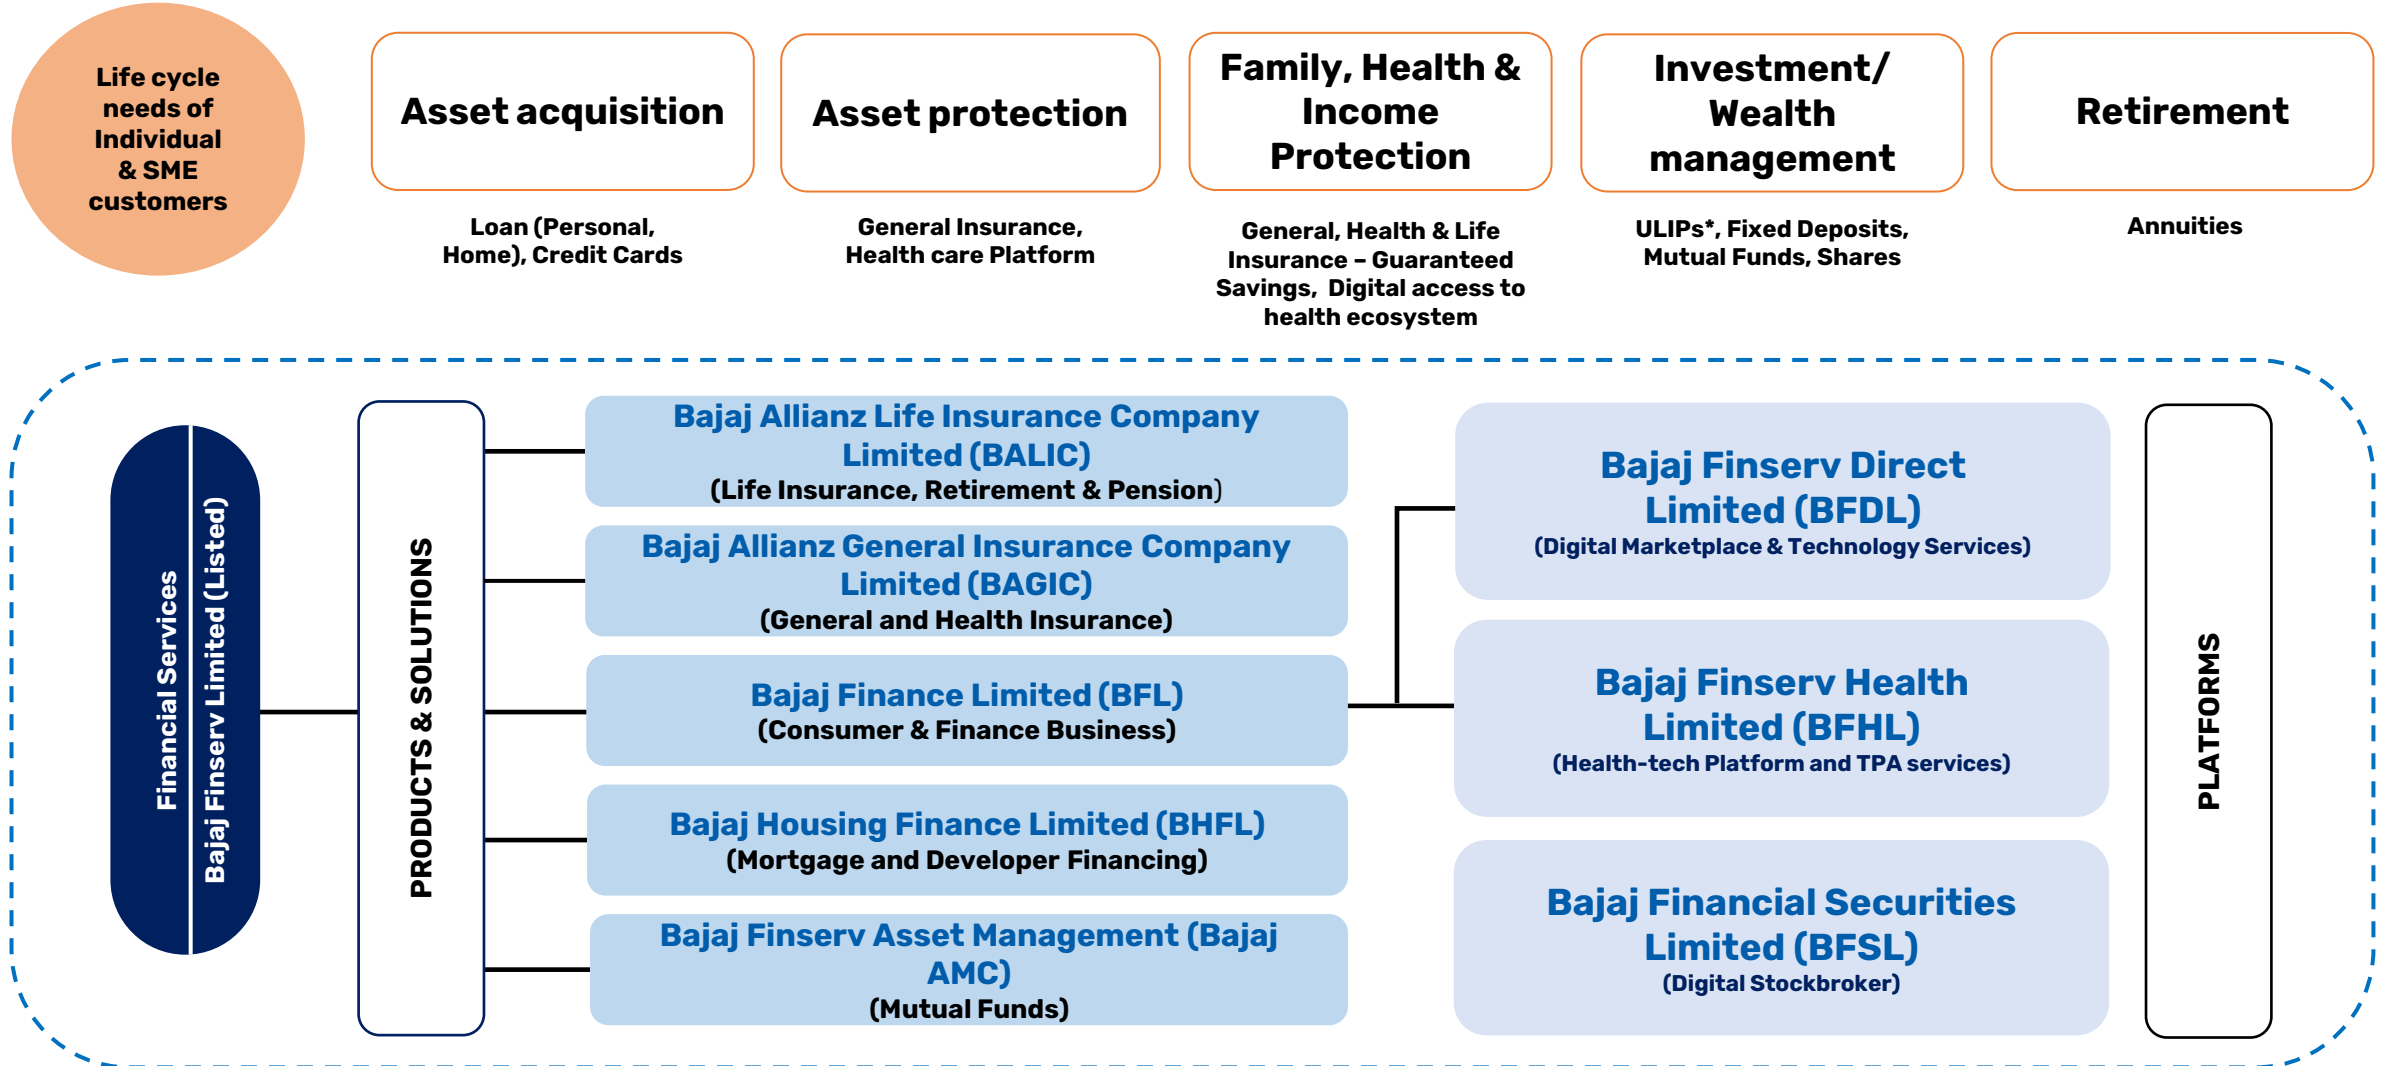 Life cycle
needs of
Individual
& SME
customers
Asset acquisition
Loan (Personal,
Home), Credit Cards
Asset protection
General Insurance,
Health care Platform
Family, Health &
Income
Protection
General, Health & Life
Insurance – Guaranteed
Savings, Digital access to
health ecosystem
Investment/
Wealth
management
ULIPs*, Fixed Deposits,
Mutual Funds, Shares
Retirement
Annuities
Financial Services
Bajaj Finserv Limited (Listed)
PRODUCTS & SOLUTIONS
Bajaj Allianz Life Insurance Company
Limited (BALIC)
(Life Insurance, Retirement & Pension)
Bajaj Allianz General Insurance Company
Limited (BAGIC)
(General and Health Insurance)
Bajaj Finance Limited (BFL)
(Consumer & Finance Business)
Bajaj Housing Finance Limited (BHFL)
(Mortgage and Developer Financing)
Bajaj Finserv Asset Management (Bajaj
AMC)
(Mutual Funds)
Bajaj Finserv Direct
Limited (BFDL)
(Digital Marketplace & Technology Services)
Bajaj Finserv Health
Limited (BFHL)
(Health-tech Platform and TPA services)
Bajaj Financial Securities
Limited (BFSL)
(Digital Stockbroker)
PLATFORMS